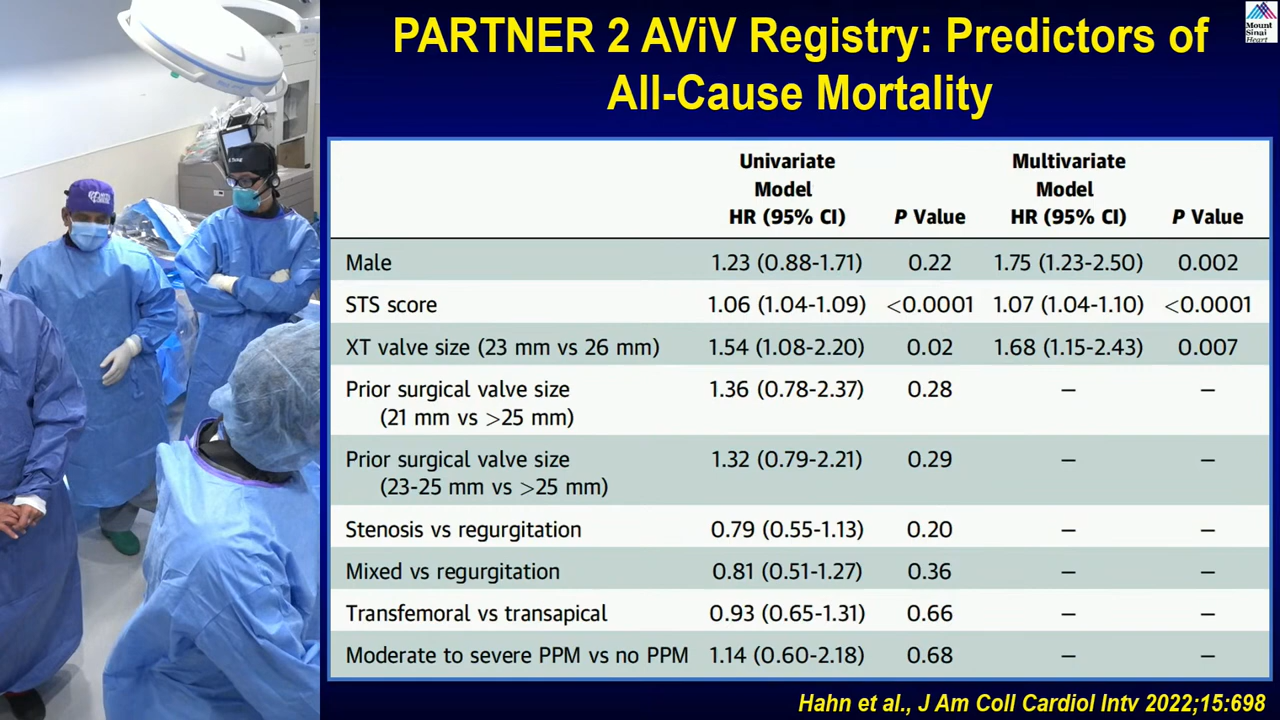 PARTNER 2 AViV Registry: Predictors of
All-Cause Mortality
Mount
Sinai
Heart
Univariate Model HR (95% CI) P Value Multivariate Model HR (95% CI) P Value
Male 1.23 (0.88-1.71) 0.22 1.75 (1.23-2.50) 0.002
STS score 1.06 (1.04-1.09) <0.0001 1.07 (1.04-1.10) <0.0001
XT valve size (23 mm vs 26 mm) 1.54 (1.08-2.20) 0.02 1.68 (1.15-2.43) 0.007
Prior surgical valve size 1.36 (0.78-2.37) 0.28 – –
(21 mm vs >25 mm)
Prior surgical valve size 1.32 (0.79-2.21) 0.29 – –
(23-25 mm vs >25 mm)
Stenosis vs regurgitation 0.79 (0.55-1.13) 0.20 – –
Mixed vs regurgitation 0.81 (0.51-1.27) 0.36 – –
Transfemoral vs transapical 0.93 (0.65-1.31) 0.66 – –
Moderate to severe PPM vs no PPM 1.14 (0.60-2.18) 0.68 – –
Hahn et al., J Am Coll Cardiol Intv 2022;15:698